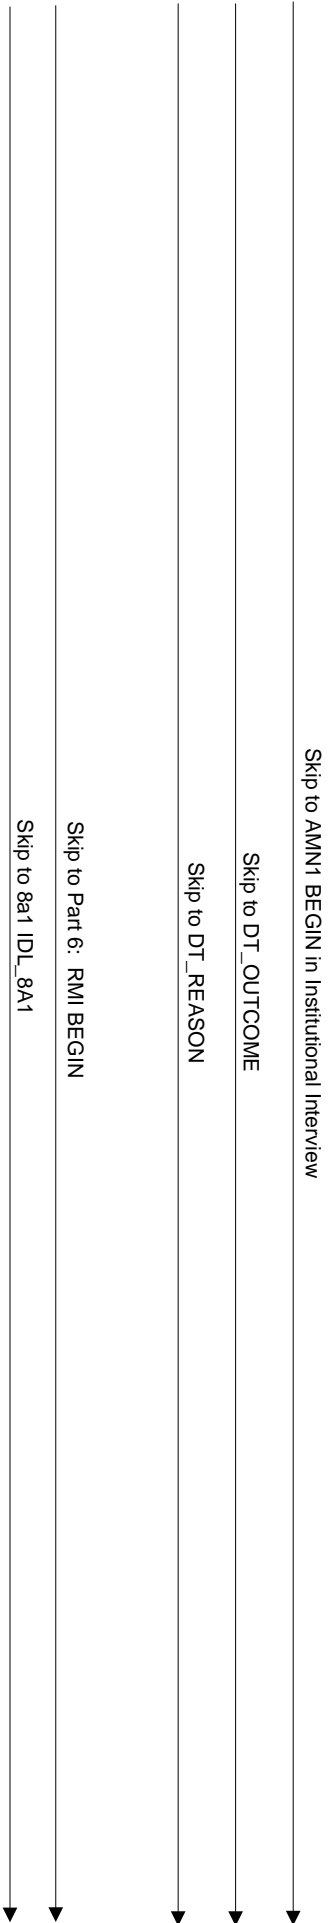 Skip to AMN1 BEGIN in Institutional Interview
Skip to DT_OUTCOME
Skip to DT_REASON
Skip to Part 6:  RMI BEGIN
Skip to 8a1 IDL_8A1